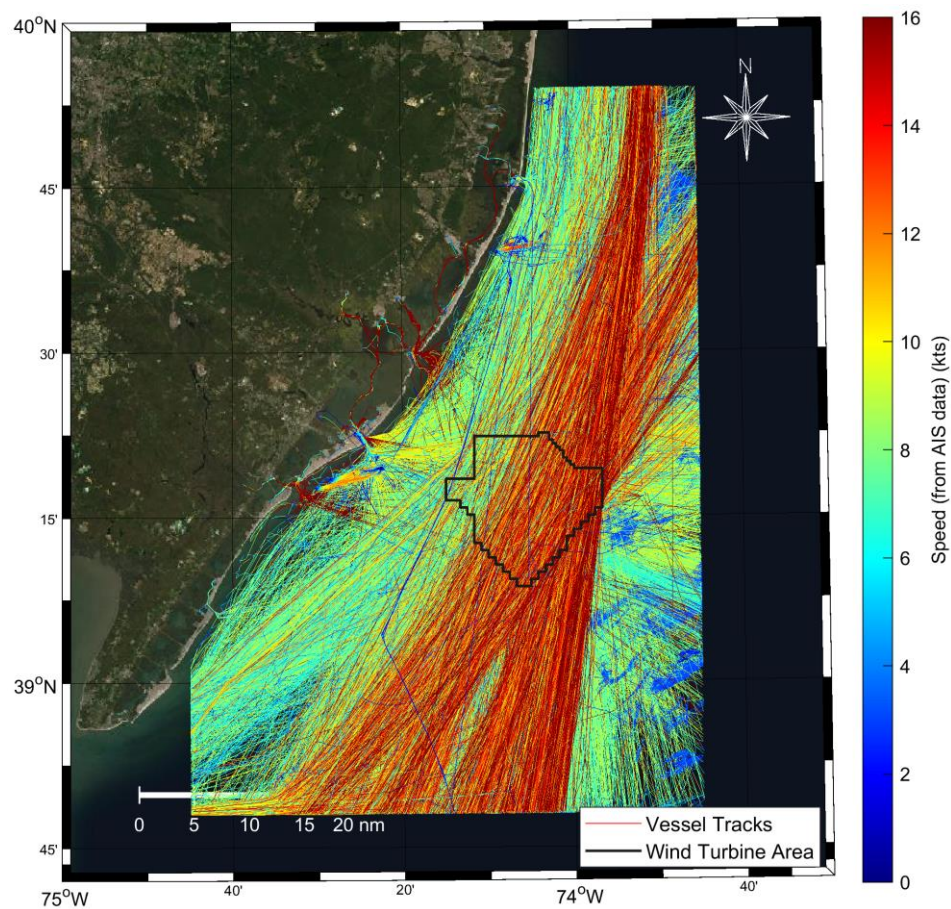 40°N
45'
30'
15'
39°N
45'
75°W
40'
20'
74°W
40'
N
0 5 10 15 20 nm
Vessel Tracks
Wind Turbine Area
16
14
12
10
8
6
4
2
0
Speed (from AIS data) (kts)